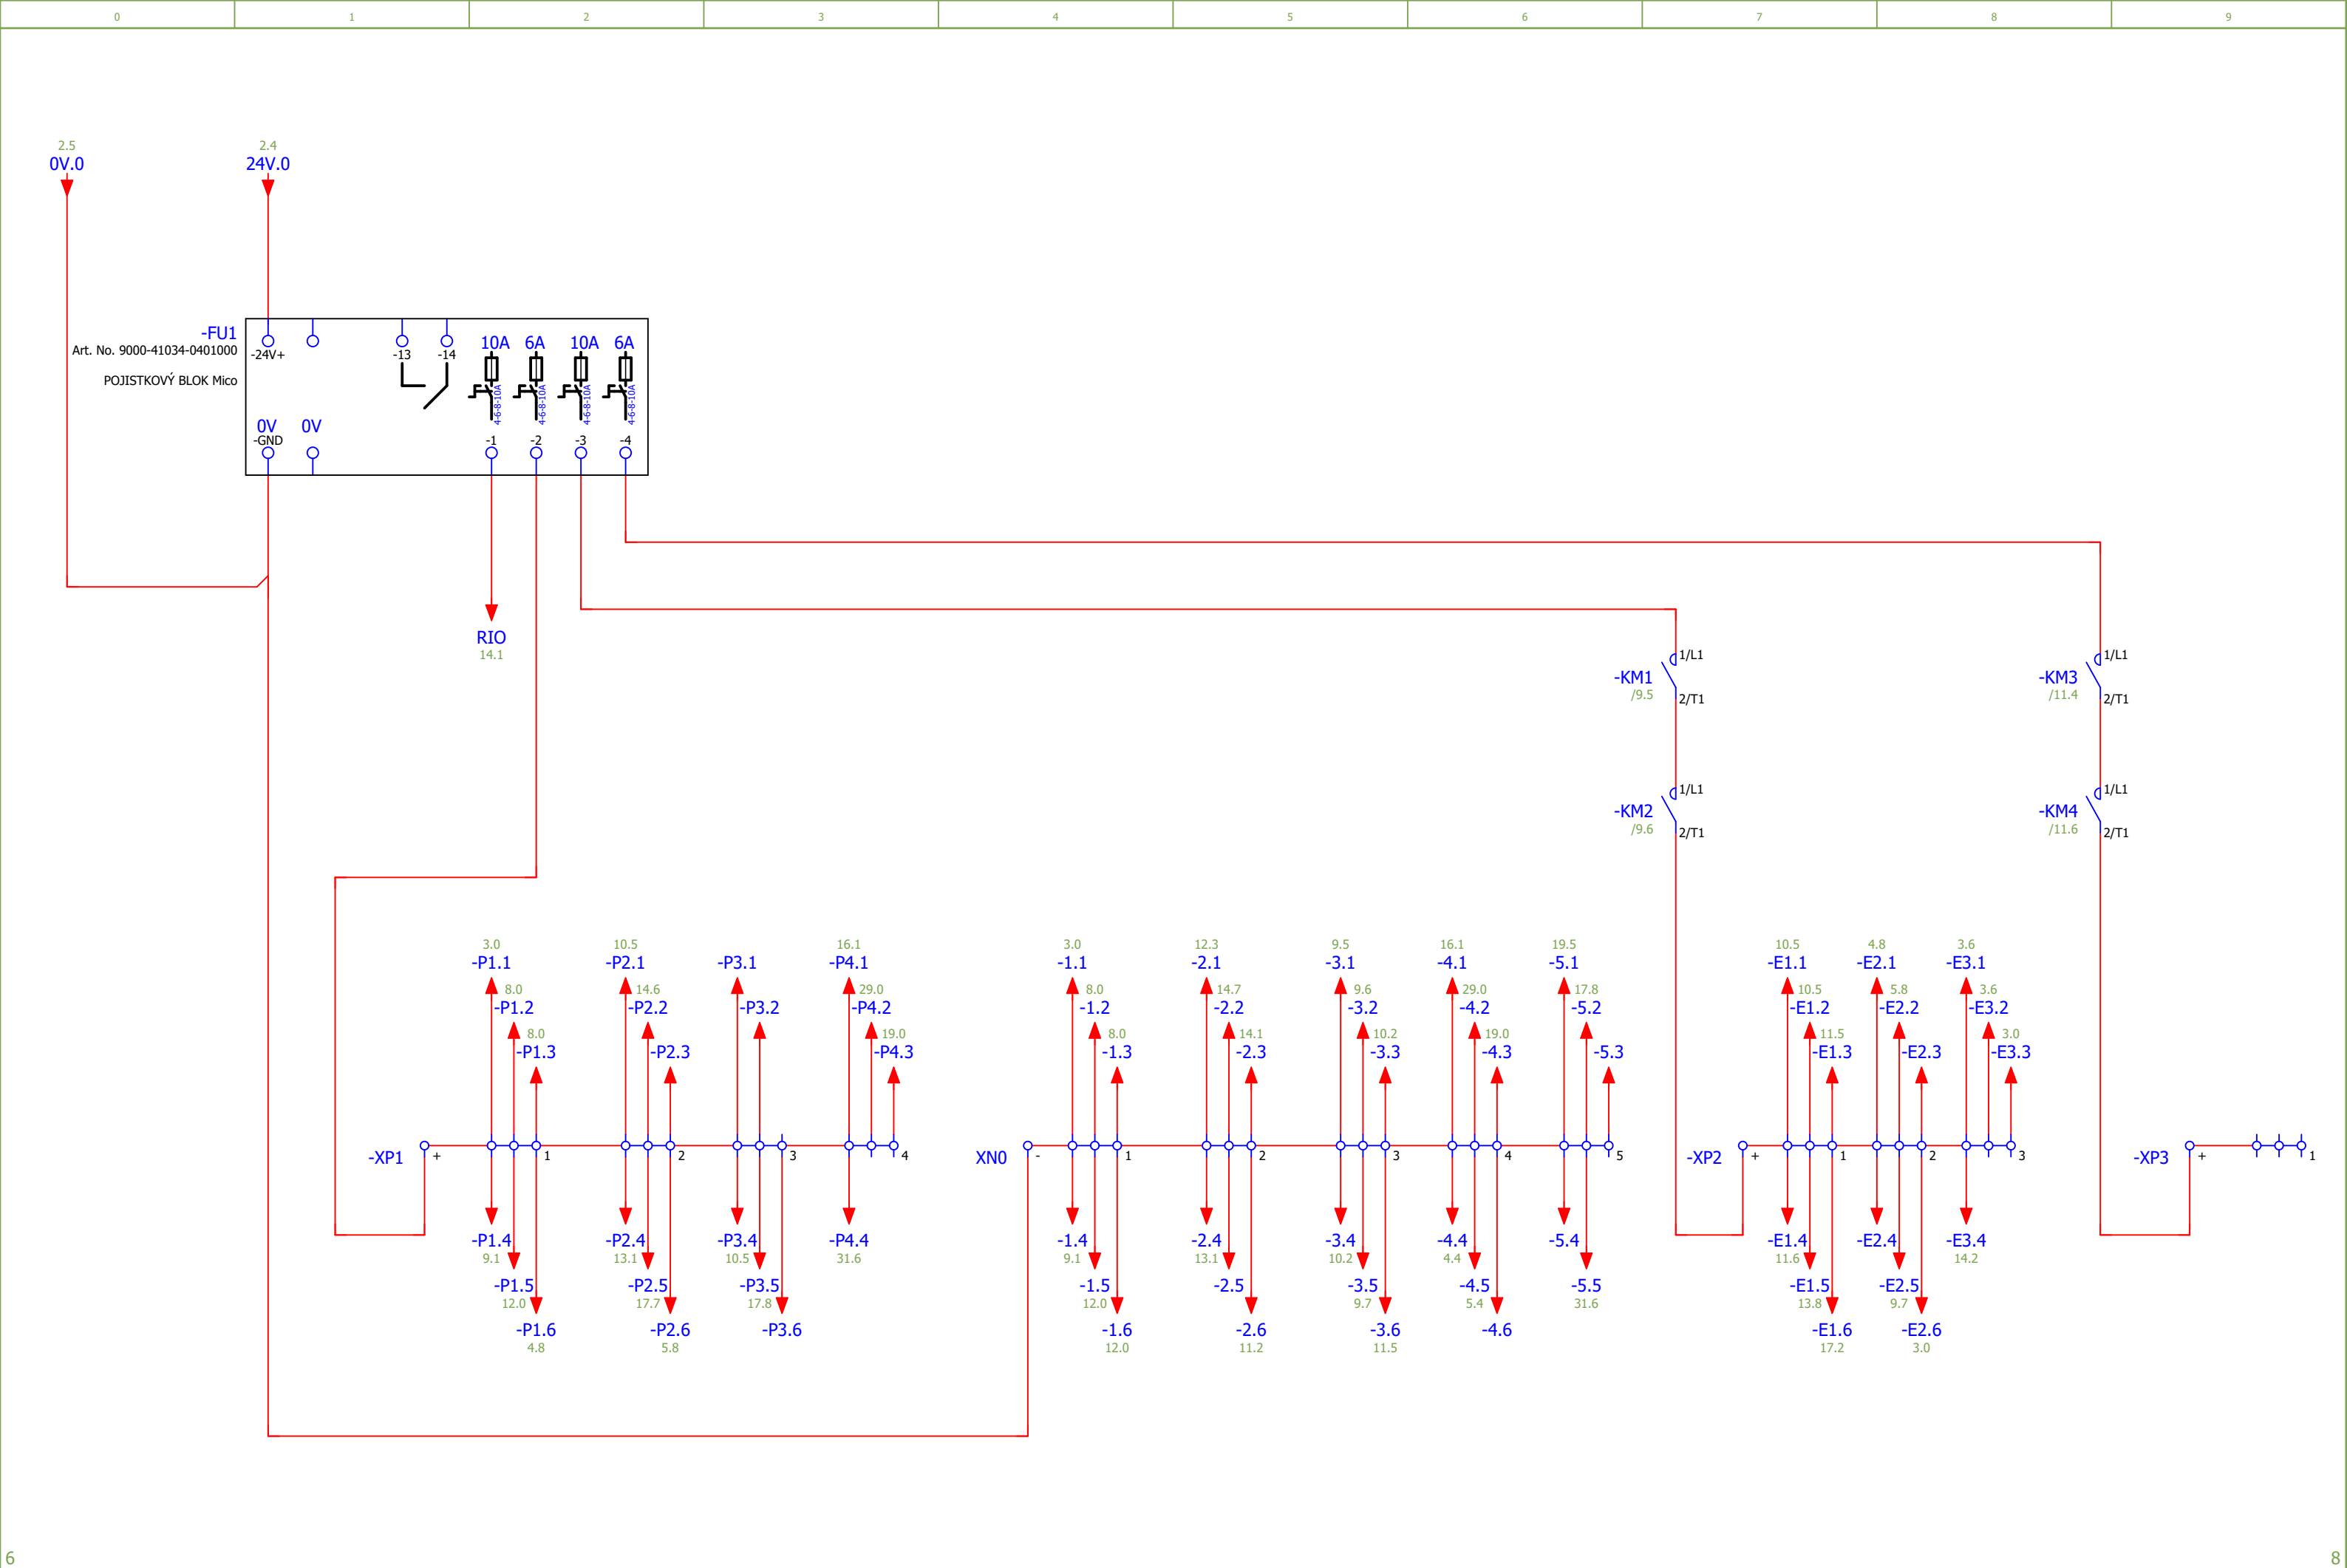 0 1 2 3 4 5 6 7 8 9
2.5 2.4
0V.0 24V.0
-FU1
Art. No. 9000-41034-0401000
POJISTKOVÝ BLOK Mico
10A 6A 10A 6A
-24V+ -13 -14
4-6-8-10A 4-6-8-10A 4-6-8-10A 4-6-8-10A
0V 0V
-GND -1 -2 -3 -4
RIO
14.1
1/L1 1/L1
-KM1 -KM3
/9.5 /11.4
2/T1 2/T1
1/L1 1/L1
-KM2 -KM4
/9.6 /11.6
2/T1 2/T1
3.0 10.5 16.1 3.0 12.3 9.5 16.1 19.5 10.5 4.8 3.6
-P1.1 -P2.1 -P3.1 -P4.1 -1.1 -2.1 -3.1 -4.1 -5.1 -E1.1 -E2.1 -E3.1
8.0 14.6 29.0 8.0 14.7 9.6 29.0 17.8 10.5 5.8 3.6
-P1.2 -P2.2 -P3.2 -P4.2 -1.2 -2.2 -3.2 -4.2 -5.2 -E1.2 -E2.2 -E3.2
8.0 19.0 8.0 14.1 10.2 19.0 11.5 3.0
-P1.3 -P2.3 -P4.3 -1.3 -2.3 -3.3 -4.3 -5.3 -E1.3 -E2.3 -E3.3
-XP1 + 1 2 3 4 XN0 - 1 2 3 4 5 -XP2 + 1 2 3 -XP3 + 1
-P1.4 -P2.4 -P3.4 -P4.4 -1.4 -2.4 -3.4 -4.4 -5.4 -E1.4 -E2.4 -E3.4
9.1 13.1 10.5 31.6 9.1 13.1 10.2 4.4 11.6 14.2
-P1.5 -P2.5 -P3.5 -1.5 -2.5 -3.5 -4.5 -5.5 -E1.5 -E2.5
12.0 17.7 17.8 12.0 9.7 5.4 31.6 13.8 9.7
-P1.6 -P2.6 -P3.6 -1.6 -2.6 -3.6 -4.6 -E1.6 -E2.6
4.8 5.8 12.0 11.2 11.5 17.2 3.0
6 8